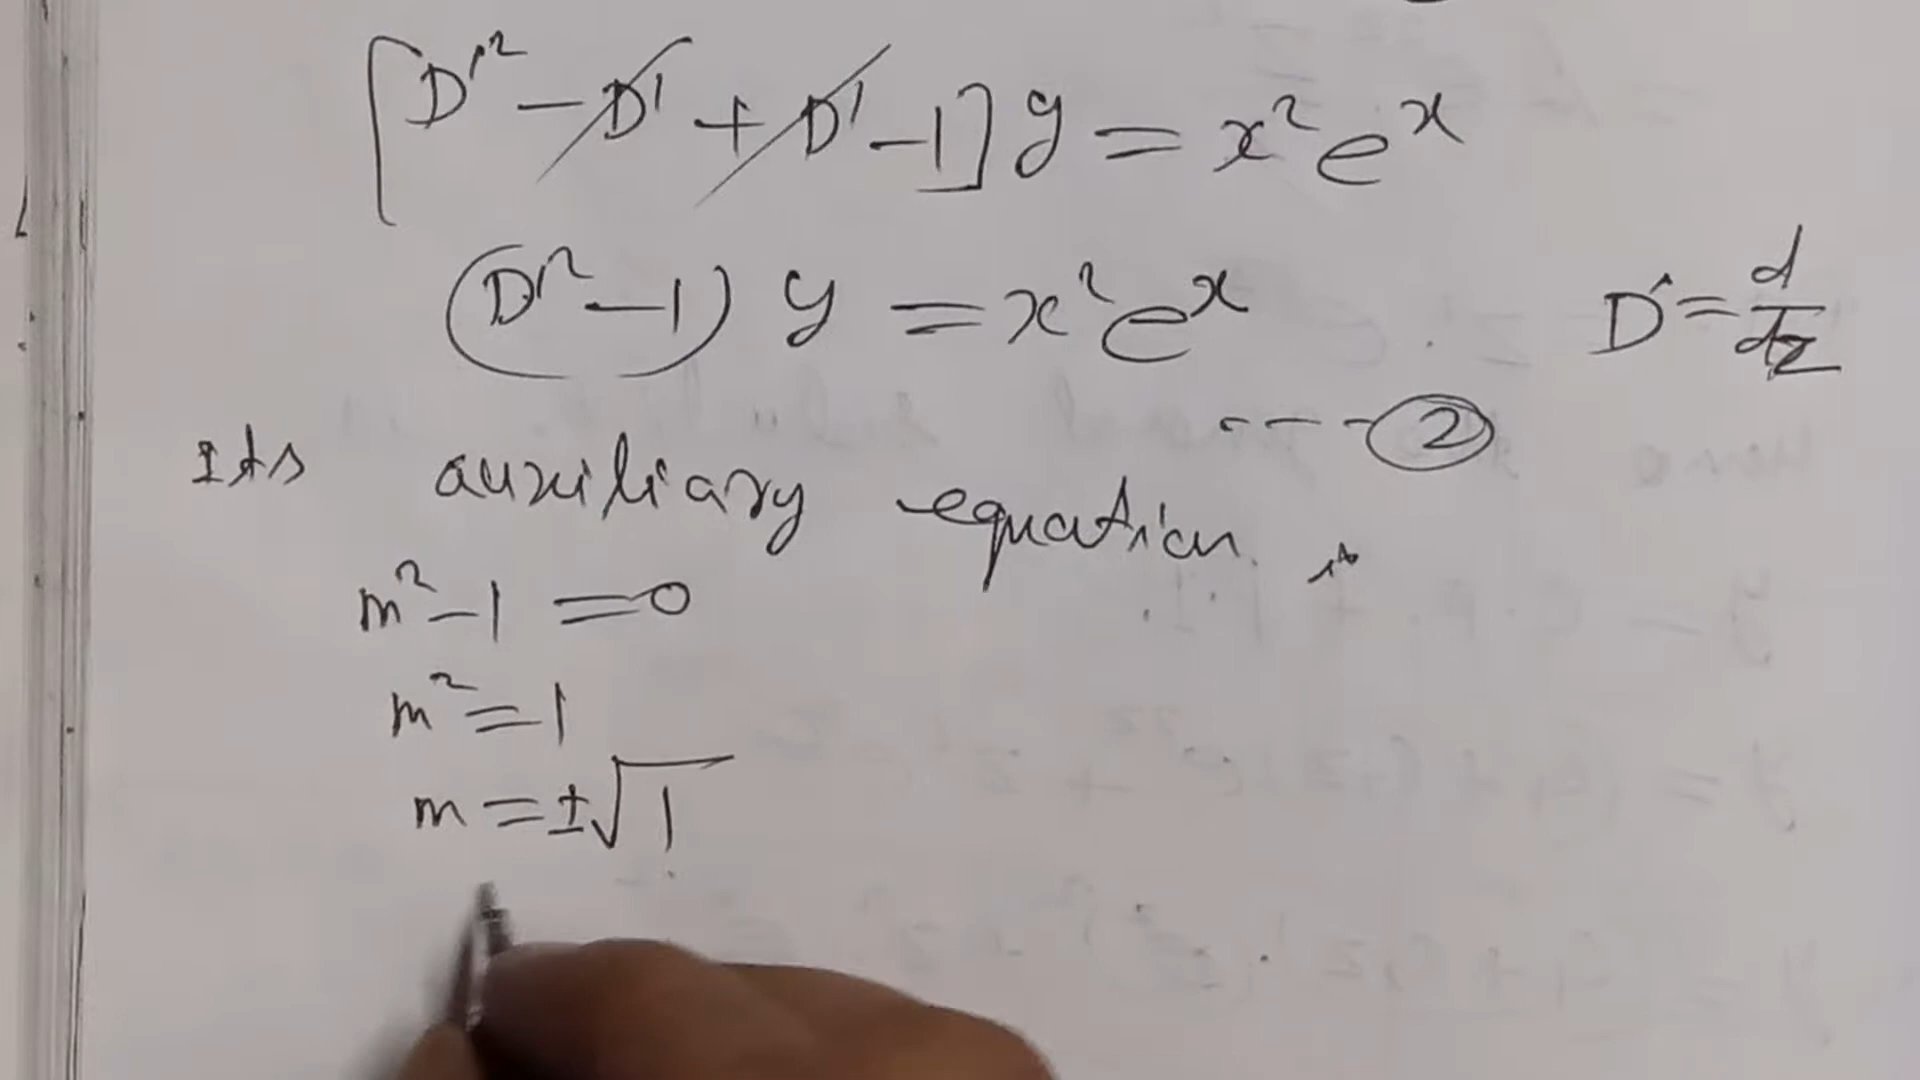 [D'² - D' + D' - 1] y = x² eˣ
(D'² - 1) y = x² eˣ
D' = d/dz
---- ②
Its auxiliary equation is
m² - 1 = 0
m² = 1
m = ±√1